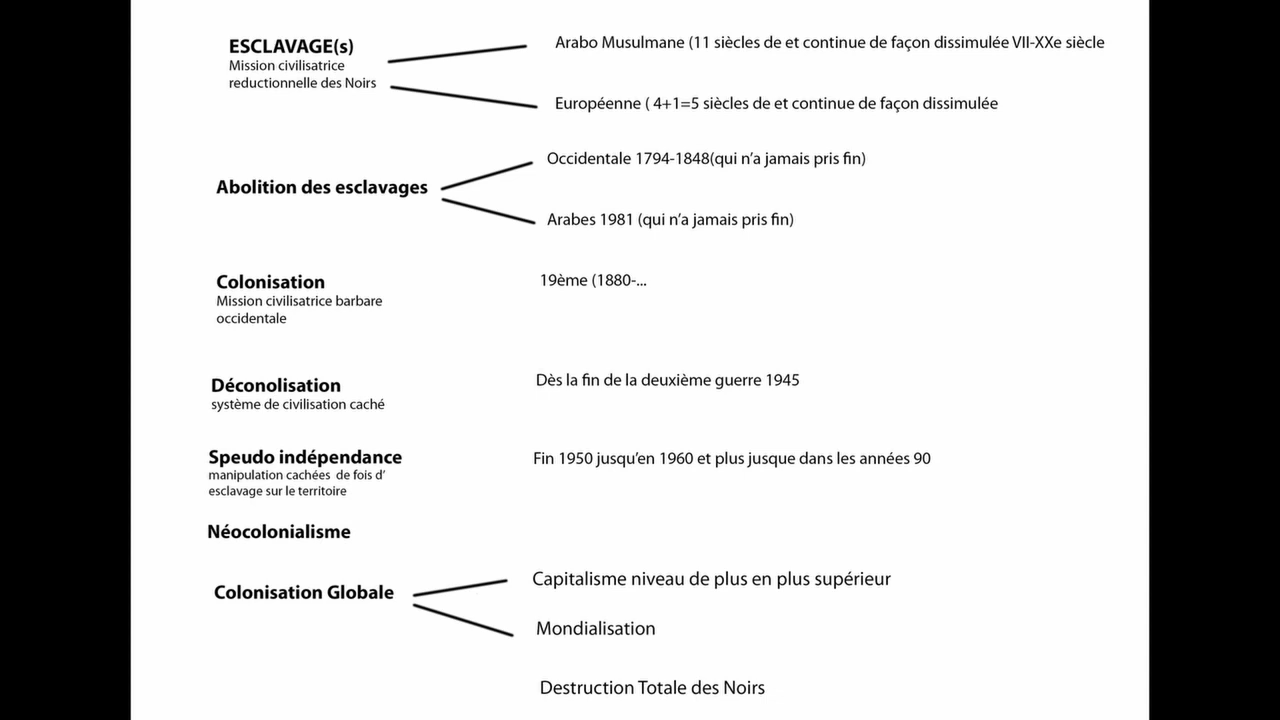 ESCLAVAGE(s)
Mission civilisatrice
reductionnelle des Noirs
Arabo Musulmane (11 siècles de et continue de façon dissimulée VII-XXe siècle
Européenne ( 4+1=5 siècles de et continue de façon dissimulée
Abolition des esclavages
Occidentale 1794-1848(qui n'a jamais pris fin)
Arabes 1981 (qui n'a jamais pris fin)
Colonisation
Mission civilisatrice barbare
occidentale
19ème (1880-...
Déconolisation
système de civilisation caché
Dès la fin de la deuxième guerre 1945
Speudo indépendance
manipulation cachées de fois d'
esclavage sur le territoire
Fin 1950 jusqu'en 1960 et plus jusque dans les années 90
Néocolonialisme
Colonisation Globale
Capitalisme niveau de plus en plus supérieur
Mondialisation
Destruction Totale des Noirs